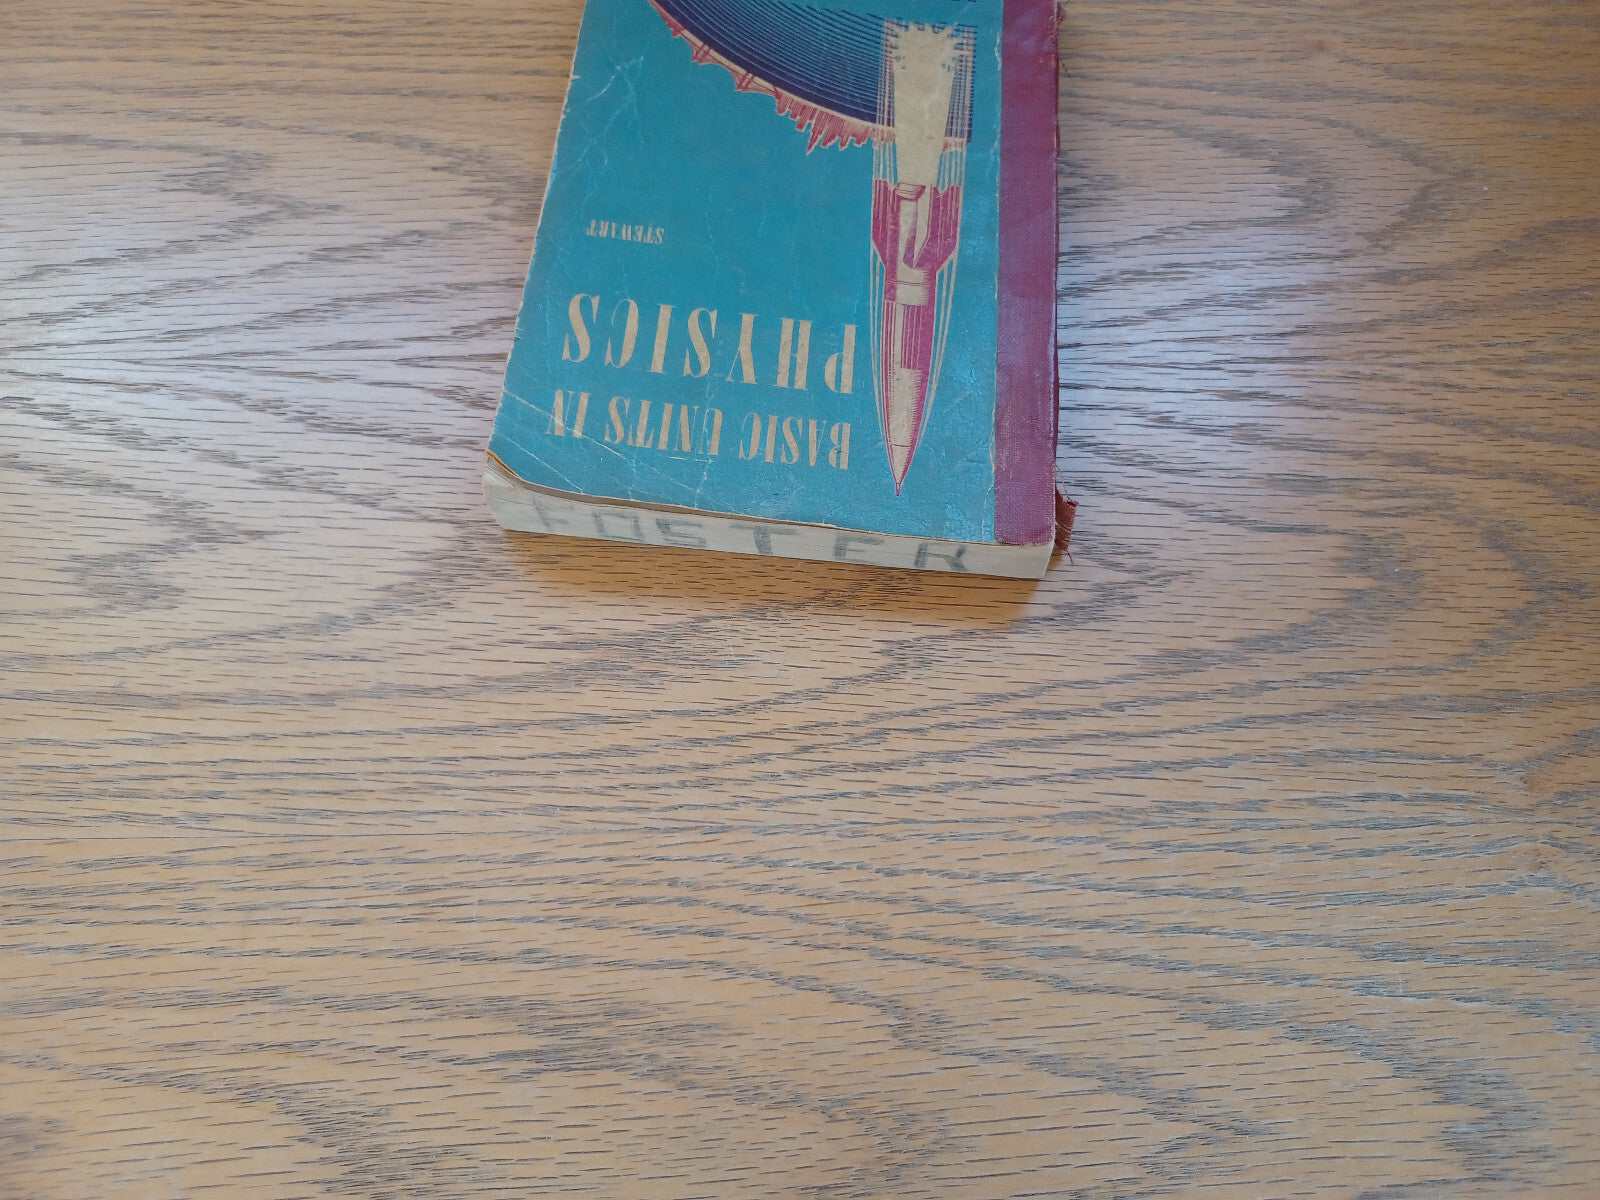 BASIC UNITS IN
PHYSICS
STEWART
FOSTER